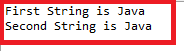 First String is Java
Second String is Java